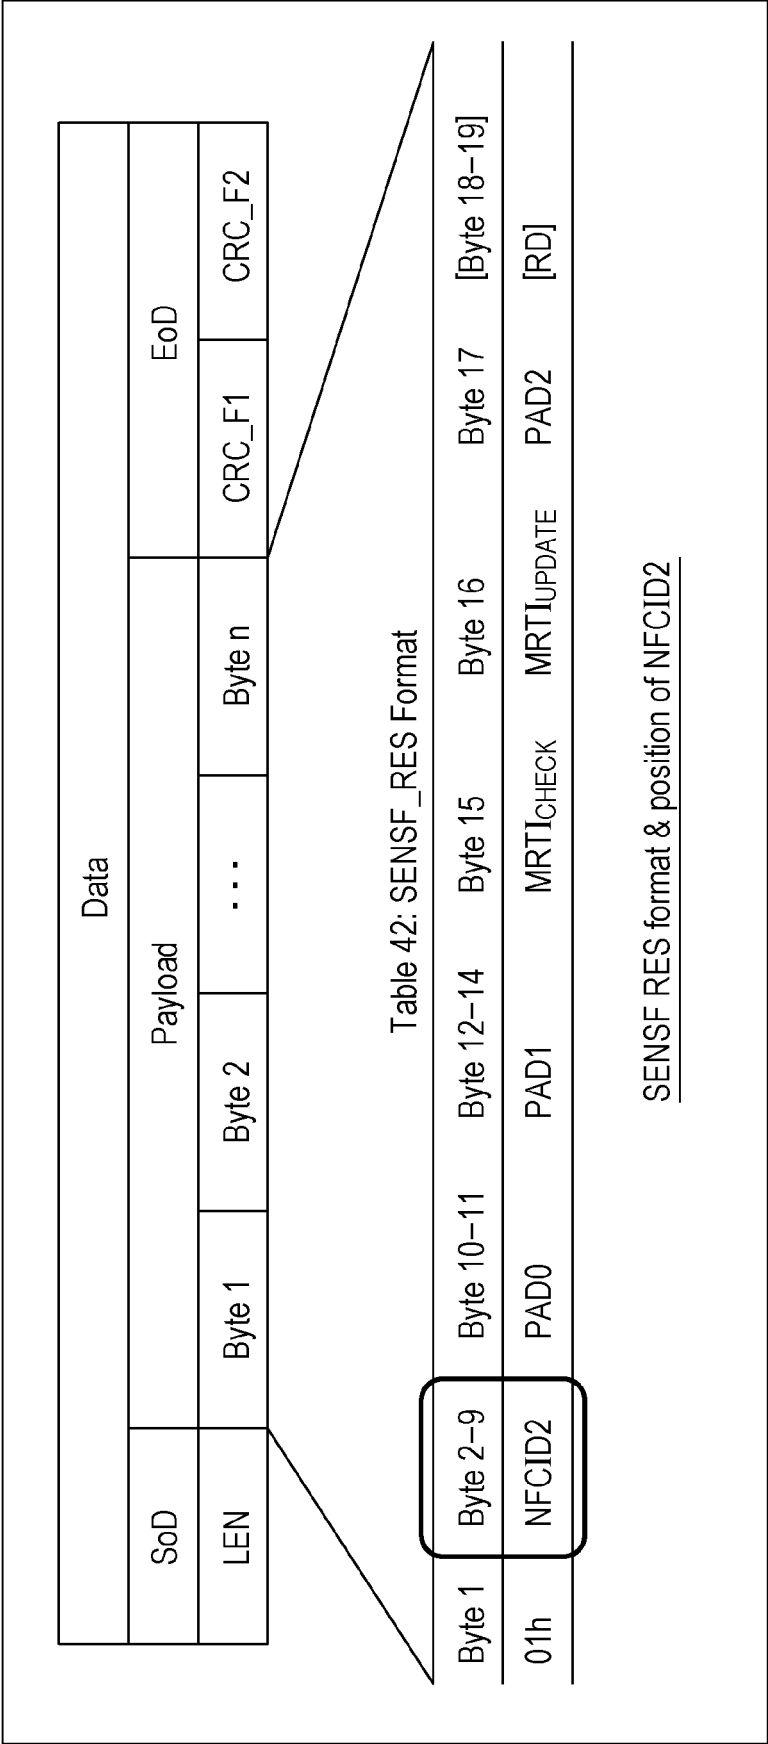 Data
SoD Payload EoD
LEN Byte 1 Byte 2 ... Byte n CRC_F1 CRC_F2
Table 42: SENSF_RES Format
Byte 1 Byte 2–9 Byte 10–11 Byte 12–14 Byte 15 Byte 16 Byte 17 [Byte 18–19]
01h NFCID2 PAD0 PAD1 MRTICHECK MRTIUPDATE PAD2 [RD]
SENSF RES format & position of NFCID2